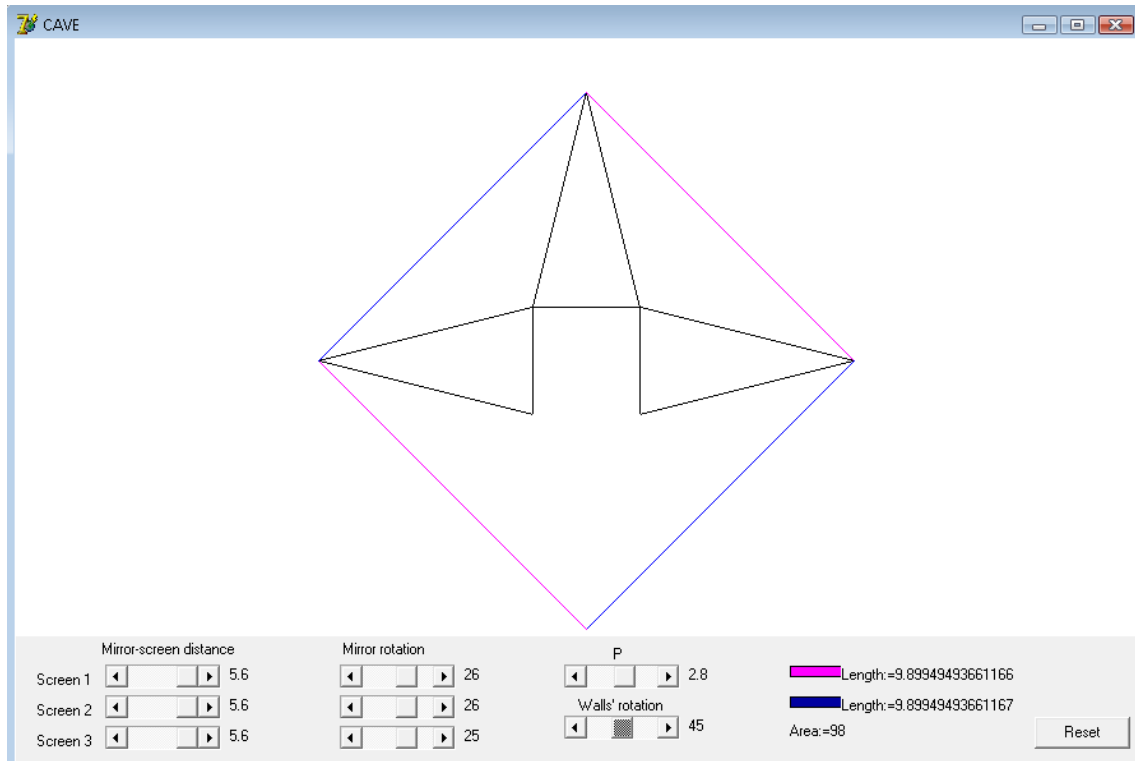 CAVE
Mirror-screen distance Mirror rotation P
Screen 1 5.6 26 2.8 Length:=9.89949493661166
Screen 2 5.6 26 Walls' rotation Length:=9.89949493661167
Screen 3 5.6 25 45 Area:=98 Reset